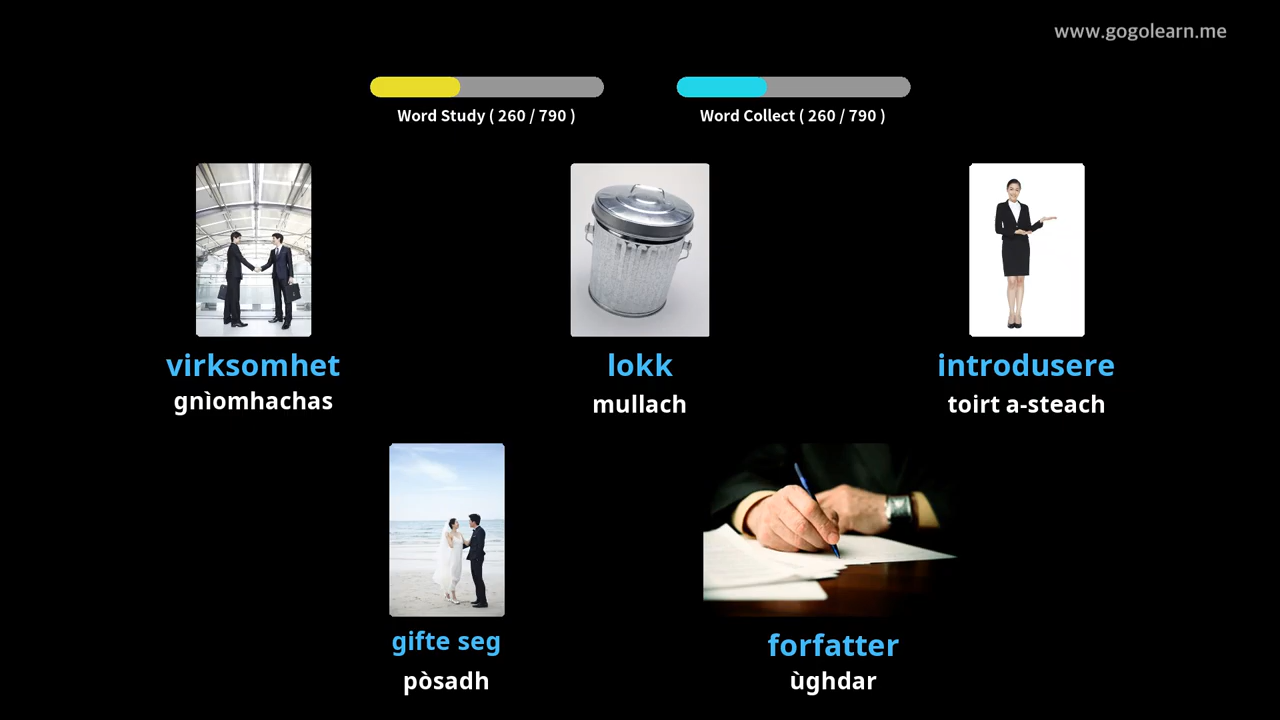 www.gogolearn.me
Word Study ( 260 / 790 )
Word Collect ( 260 / 790 )
virksomhet
gnìomhachas
lokk
mullach
introdusere
toirt a-steach
gifte seg
pòsadh
forfatter
ùghdar